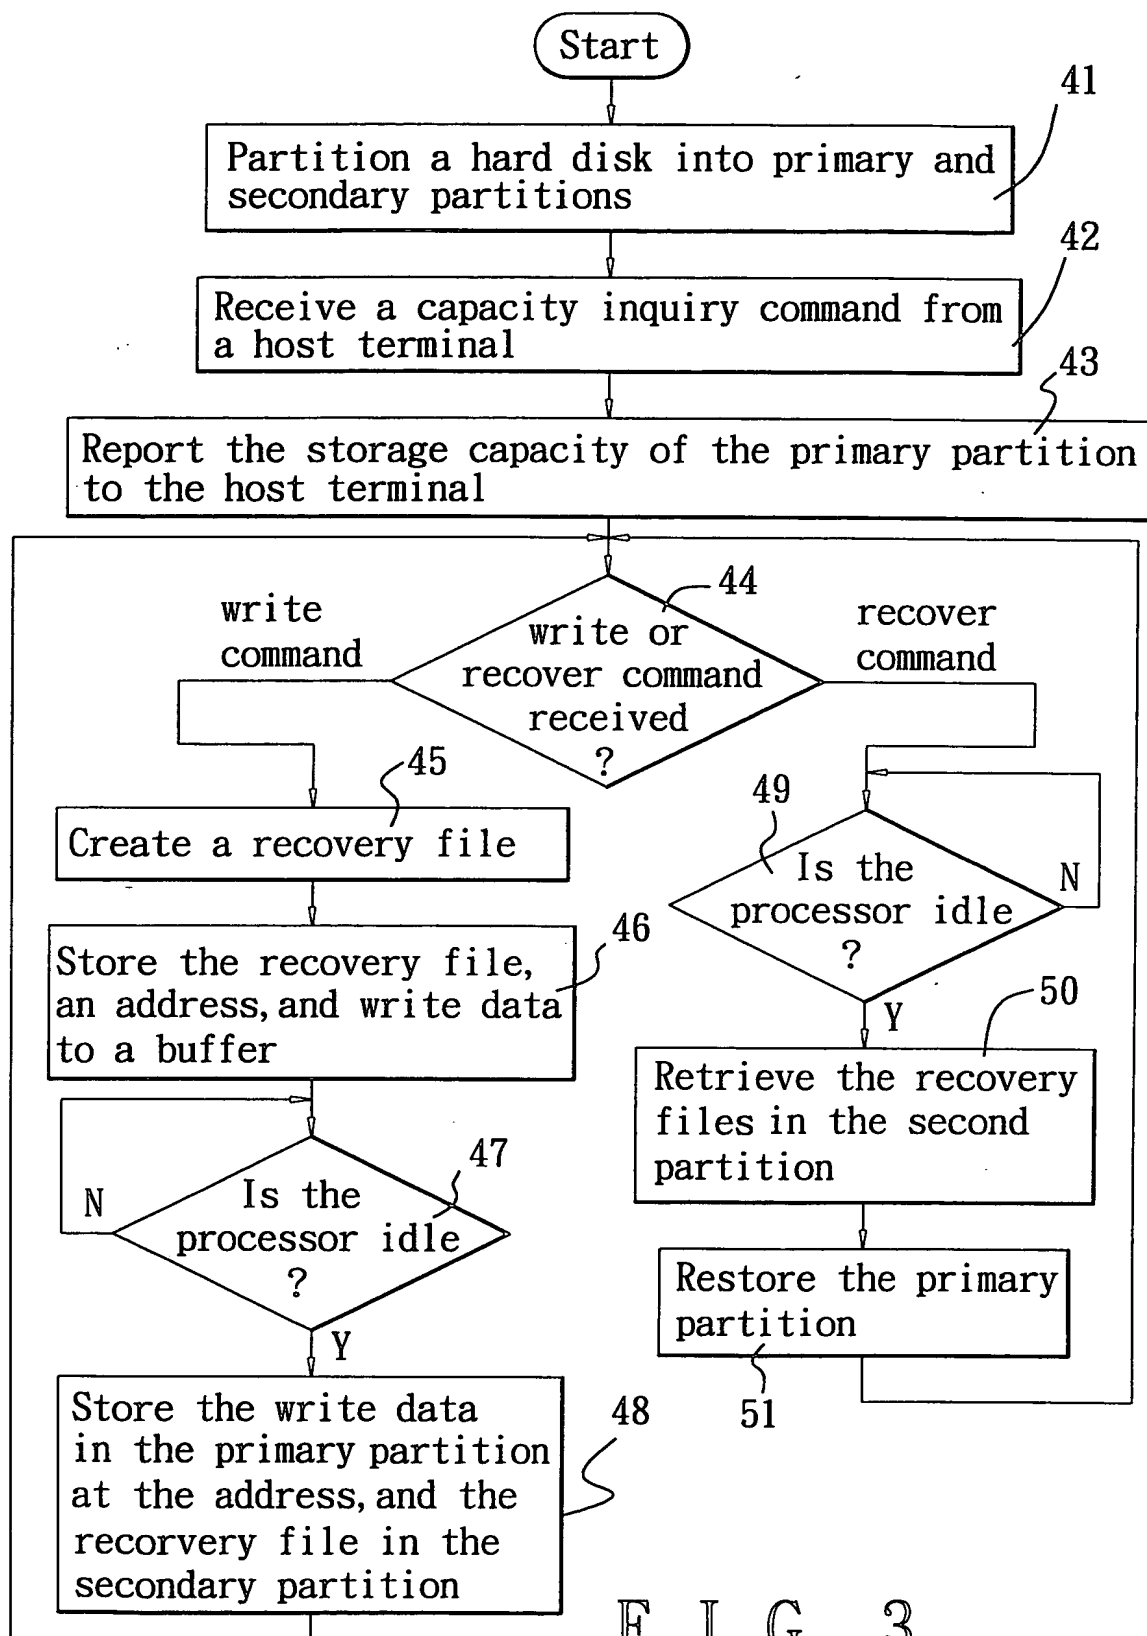 Start
41
Partition a hard disk into primary and
secondary partitions
42
Receive a capacity inquiry command from
a host terminal
43
Report the storage capacity of the primary partition
to the host terminal
44
write
command
write or
recover command
received
?
recover
command
45
Create a recovery file
46
Store the recovery file,
an address, and write data
to a buffer
47
Is the
processor idle
?
N
Y
48
Store the write data
in the primary partition
at the address, and the
recorvery file in the
secondary partition
49
Is the
processor idle
?
N
Y
50
Retrieve the recovery
files in the second
partition
Restore the primary
partition
51
FIG. 3